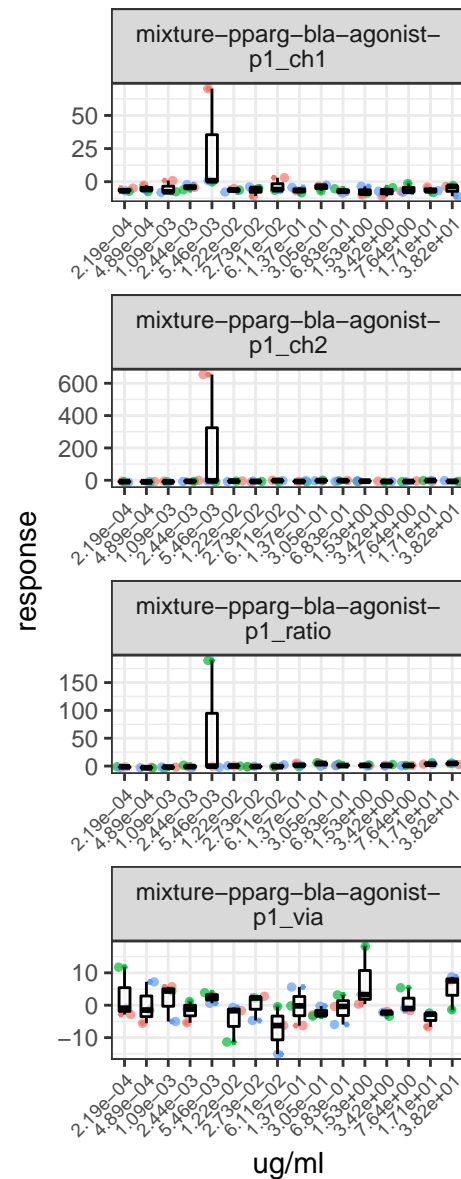 mixture−pparg−bla−agonist−
p1_ch1
50
25
0
2.19e−04
4.89e−04
1.09e−03
2.44e−03
5.46e−03
1.22e−02
2.73e−02
6.11e−02
1.37e−01
3.05e−01
6.83e−01
1.53e+00
3.42e+00
7.64e+00
1.71e+01
3.82e+01
mixture−pparg−bla−agonist−
p1_ch2
600
400
200
0
2.19e−04
4.89e−04
1.09e−03
2.44e−03
5.46e−03
1.22e−02
2.73e−02
6.11e−02
1.37e−01
3.05e−01
6.83e−01
1.53e+00
3.42e+00
7.64e+00
1.71e+01
3.82e+01
response
mixture−pparg−bla−agonist−
p1_ratio
150
100
50
0
2.19e−04
4.89e−04
1.09e−03
2.44e−03
5.46e−03
1.22e−02
2.73e−02
6.11e−02
1.37e−01
3.05e−01
6.83e−01
1.53e+00
3.42e+00
7.64e+00
1.71e+01
3.82e+01
mixture−pparg−bla−agonist−
p1_via
10
0
−10
2.19e−04
4.89e−04
1.09e−03
2.44e−03
5.46e−03
1.22e−02
2.73e−02
6.11e−02
1.37e−01
3.05e−01
6.83e−01
1.53e+00
3.42e+00
7.64e+00
1.71e+01
3.82e+01
ug/ml